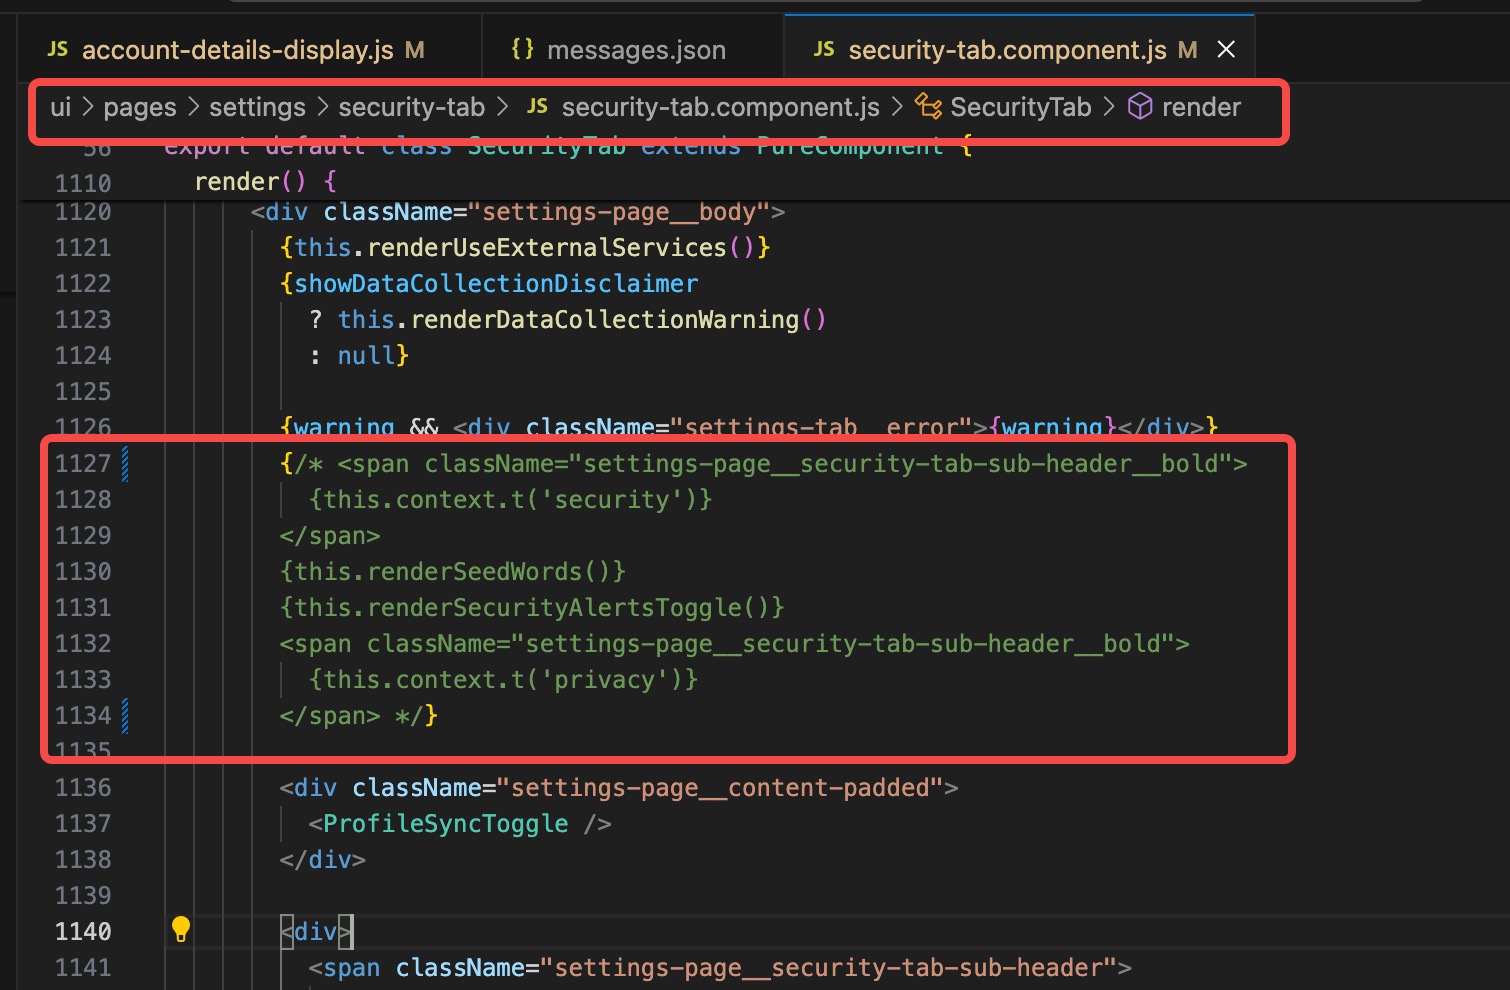 JS account-details-display.js M
{} messages.json
JS security-tab.component.js M
ui > pages > settings > security-tab > JS security-tab.component.js > SecurityTab > render
56 export default class SecurityTab extends PureComponent {
1110 render() {
1120 <div className="settings-page__body">
1121 {this.renderUseExternalServices()}
1122 {showDataCollectionDisclaimer
1123 ? this.renderDataCollectionWarning()
1124 : null}
1125
1126 {warning && <div className="settings-tab__error">{warning}</div>}
1127 {/* <span className="settings-page__security-tab-sub-header__bold">
1128 {this.context.t('security')}
1129 </span>
1130 {this.renderSeedWords()}
1131 {this.renderSecurityAlertsToggle()}
1132 <span className="settings-page__security-tab-sub-header__bold">
1133 {this.context.t('privacy')}
1134 </span> */}
1135
1136 <div className="settings-page__content-padded">
1137 <ProfileSyncToggle />
1138 </div>
1139
1140 <div>
1141 <span className="settings-page__security-tab-sub-header">